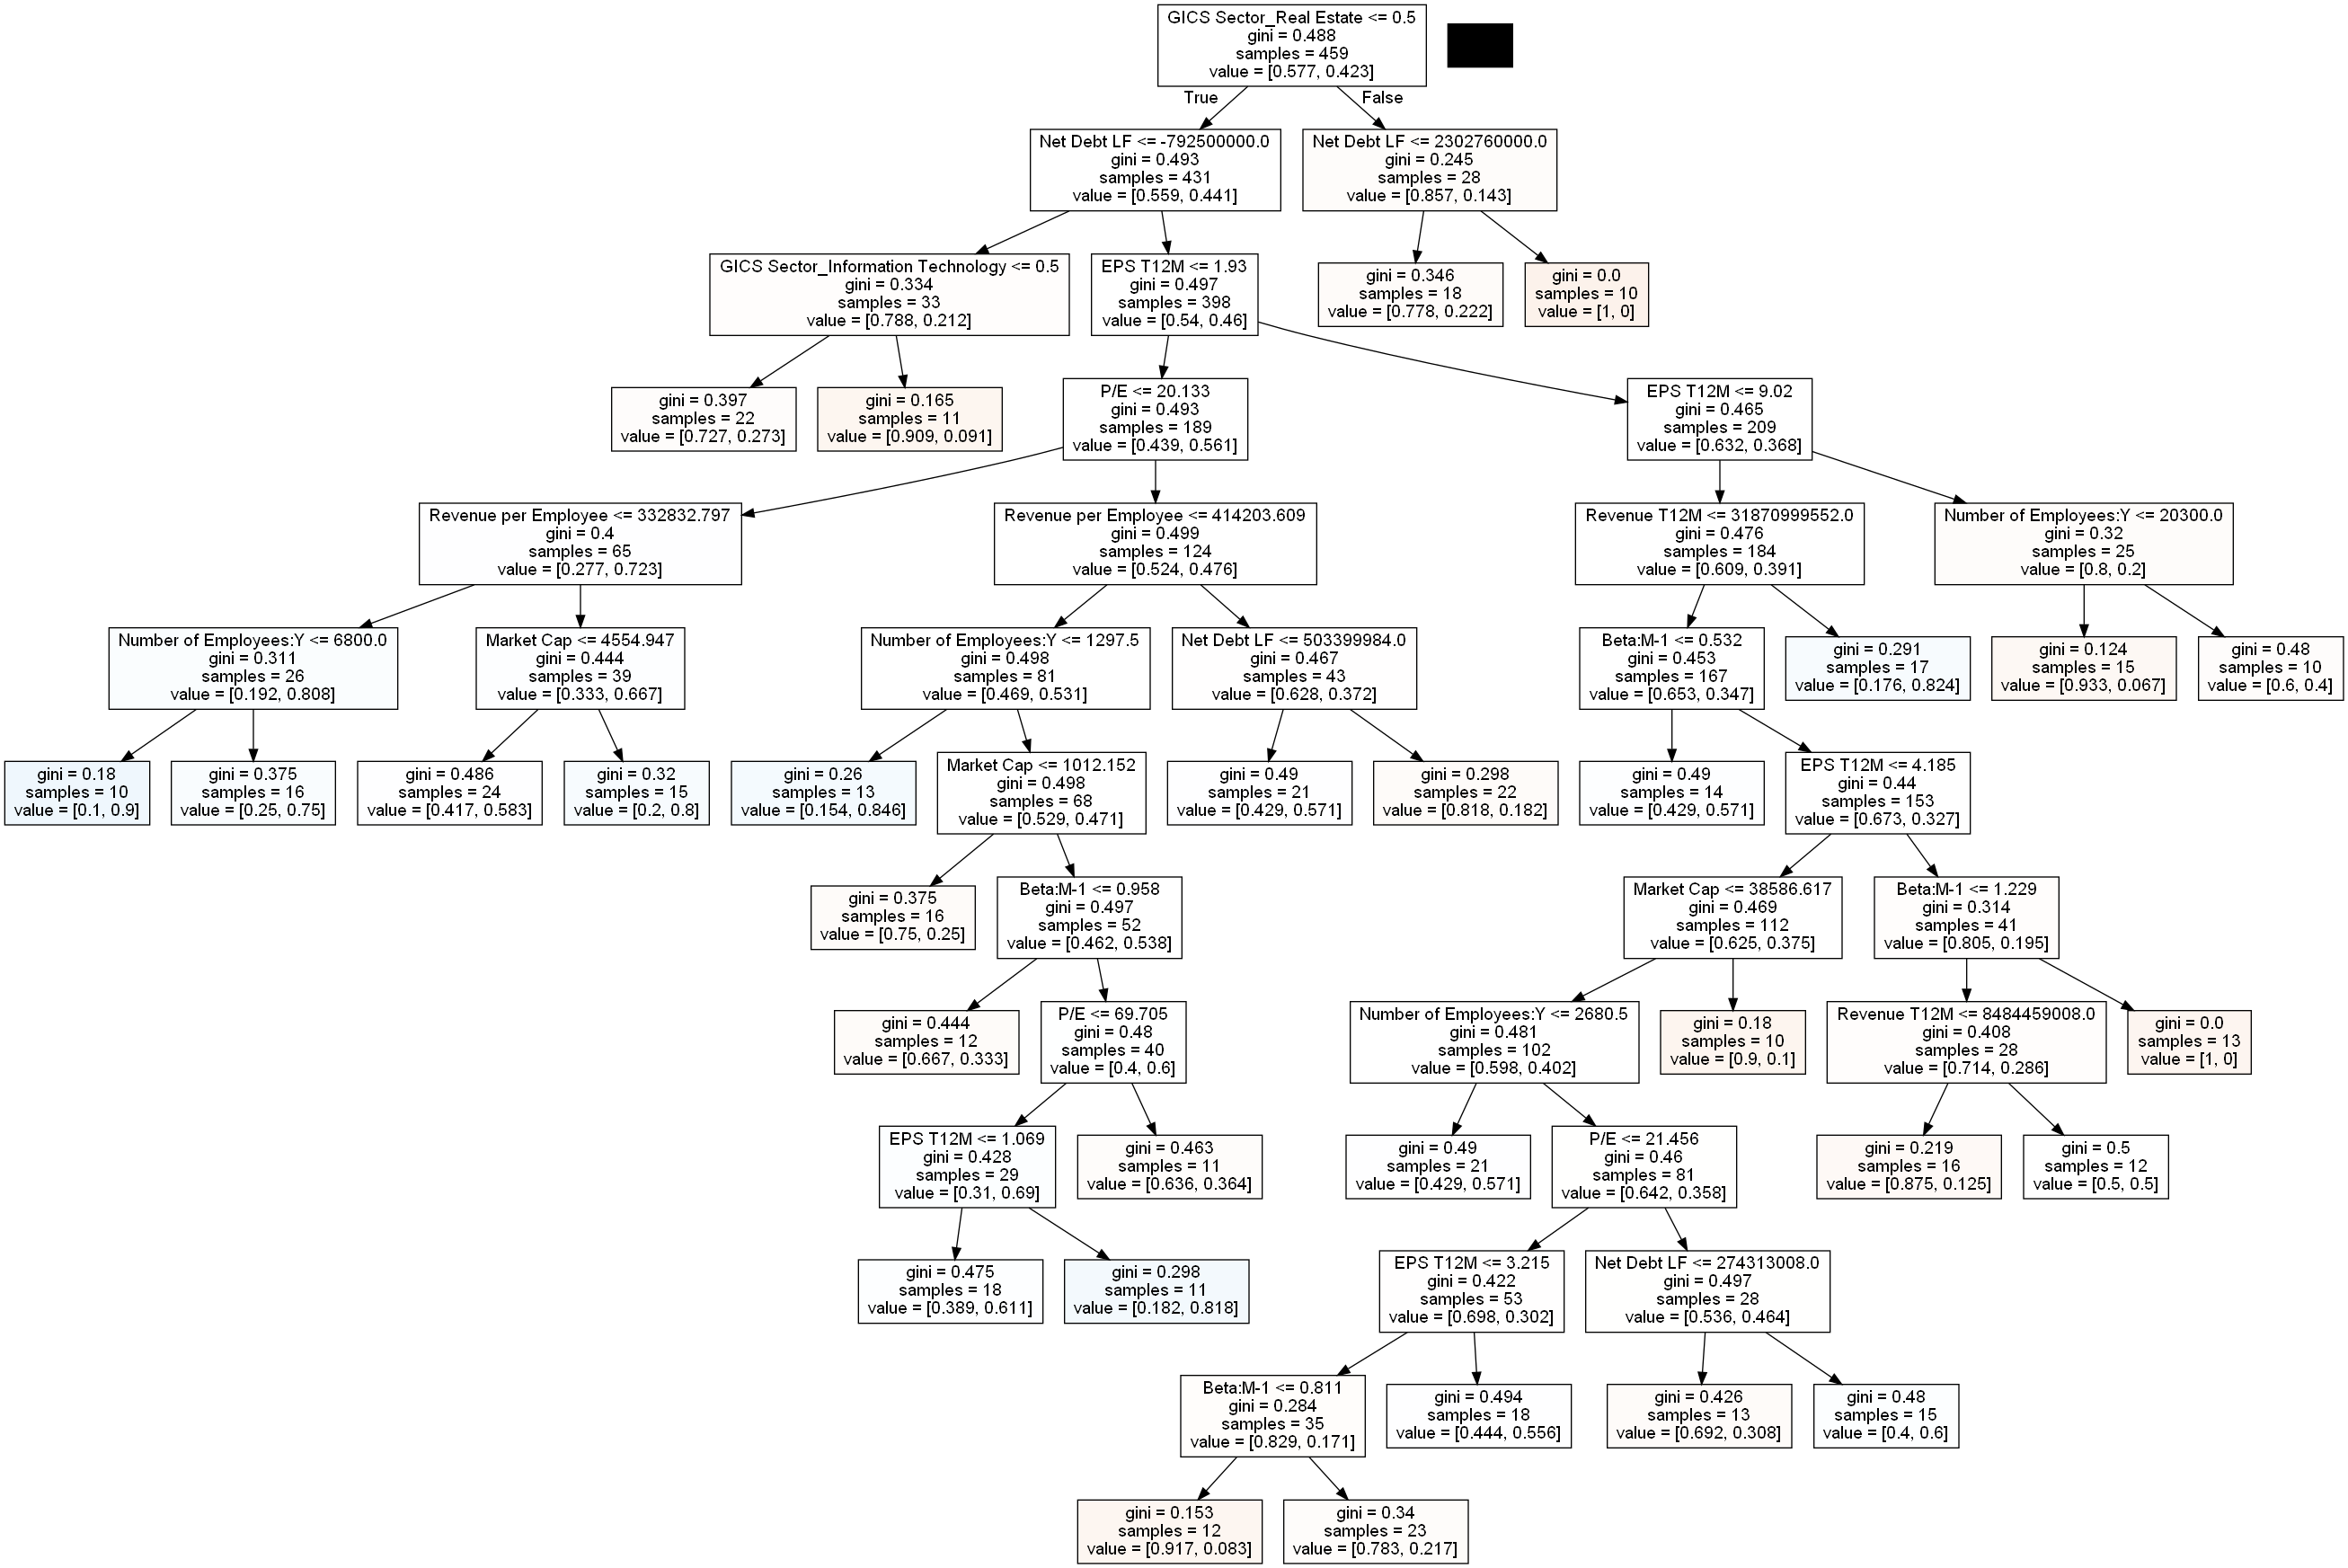 GICS Sector_Real Estate <= 0.5
gini = 0.488
samples = 459
value = [0.577, 0.423]
True
False
Net Debt LF <= -792500000.0
gini = 0.493
samples = 431
value = [0.559, 0.441]
Net Debt LF <= 2302760000.0
gini = 0.245
samples = 28
value = [0.857, 0.143]
GICS Sector_Information Technology <= 0.5
gini = 0.334
samples = 33
value = [0.788, 0.212]
EPS T12M <= 1.93
gini = 0.497
samples = 398
value = [0.54, 0.46]
gini = 0.346
samples = 18
value = [0.778, 0.222]
gini = 0.0
samples = 10
value = [1, 0]
gini = 0.397
samples = 22
value = [0.727, 0.273]
gini = 0.165
samples = 11
value = [0.909, 0.091]
P/E <= 20.133
gini = 0.493
samples = 189
value = [0.439, 0.561]
EPS T12M <= 9.02
gini = 0.465
samples = 209
value = [0.632, 0.368]
Revenue per Employee <= 332832.797
gini = 0.4
samples = 65
value = [0.277, 0.723]
Revenue per Employee <= 414203.609
gini = 0.499
samples = 124
value = [0.524, 0.476]
Revenue T12M <= 31870999552.0
gini = 0.476
samples = 184
value = [0.609, 0.391]
Number of Employees:Y <= 20300.0
gini = 0.32
samples = 25
value = [0.8, 0.2]
Number of Employees:Y <= 6800.0
gini = 0.311
samples = 26
value = [0.192, 0.808]
Market Cap <= 4554.947
gini = 0.444
samples = 39
value = [0.333, 0.667]
Number of Employees:Y <= 1297.5
gini = 0.498
samples = 81
value = [0.469, 0.531]
Net Debt LF <= 503399984.0
gini = 0.467
samples = 43
value = [0.628, 0.372]
Beta:M-1 <= 0.532
gini = 0.453
samples = 167
value = [0.653, 0.347]
gini = 0.291
samples = 17
value = [0.176, 0.824]
gini = 0.124
samples = 15
value = [0.933, 0.067]
gini = 0.48
samples = 10
value = [0.6, 0.4]
gini = 0.18
samples = 10
value = [0.1, 0.9]
gini = 0.375
samples = 16
value = [0.25, 0.75]
gini = 0.486
samples = 24
value = [0.417, 0.583]
gini = 0.32
samples = 15
value = [0.2, 0.8]
gini = 0.26
samples = 13
value = [0.154, 0.846]
Market Cap <= 1012.152
gini = 0.498
samples = 68
value = [0.529, 0.471]
gini = 0.49
samples = 21
value = [0.429, 0.571]
gini = 0.298
samples = 22
value = [0.818, 0.182]
gini = 0.49
samples = 14
value = [0.429, 0.571]
EPS T12M <= 4.185
gini = 0.44
samples = 153
value = [0.673, 0.327]
gini = 0.375
samples = 16
value = [0.75, 0.25]
Beta:M-1 <= 0.958
gini = 0.497
samples = 52
value = [0.462, 0.538]
Market Cap <= 38586.617
gini = 0.469
samples = 112
value = [0.625, 0.375]
Beta:M-1 <= 1.229
gini = 0.314
samples = 41
value = [0.805, 0.195]
gini = 0.444
samples = 12
value = [0.667, 0.333]
P/E <= 69.705
gini = 0.48
samples = 40
value = [0.4, 0.6]
Number of Employees:Y <= 2680.5
gini = 0.481
samples = 102
value = [0.598, 0.402]
gini = 0.18
samples = 10
value = [0.9, 0.1]
Revenue T12M <= 8484459008.0
gini = 0.408
samples = 28
value = [0.714, 0.286]
gini = 0.0
samples = 13
value = [1, 0]
EPS T12M <= 1.069
gini = 0.428
samples = 29
value = [0.31, 0.69]
gini = 0.463
samples = 11
value = [0.636, 0.364]
gini = 0.49
samples = 21
value = [0.429, 0.571]
P/E <= 21.456
gini = 0.46
samples = 81
value = [0.642, 0.358]
gini = 0.219
samples = 16
value = [0.875, 0.125]
gini = 0.5
samples = 12
value = [0.5, 0.5]
gini = 0.475
samples = 18
value = [0.389, 0.611]
gini = 0.298
samples = 11
value = [0.182, 0.818]
EPS T12M <= 3.215
gini = 0.422
samples = 53
value = [0.698, 0.302]
Net Debt LF <= 274313008.0
gini = 0.497
samples = 28
value = [0.536, 0.464]
Beta:M-1 <= 0.811
gini = 0.284
samples = 35
value = [0.829, 0.171]
gini = 0.494
samples = 18
value = [0.444, 0.556]
gini = 0.426
samples = 13
value = [0.692, 0.308]
gini = 0.48
samples = 15
value = [0.4, 0.6]
gini = 0.153
samples = 12
value = [0.917, 0.083]
gini = 0.34
samples = 23
value = [0.783, 0.217]